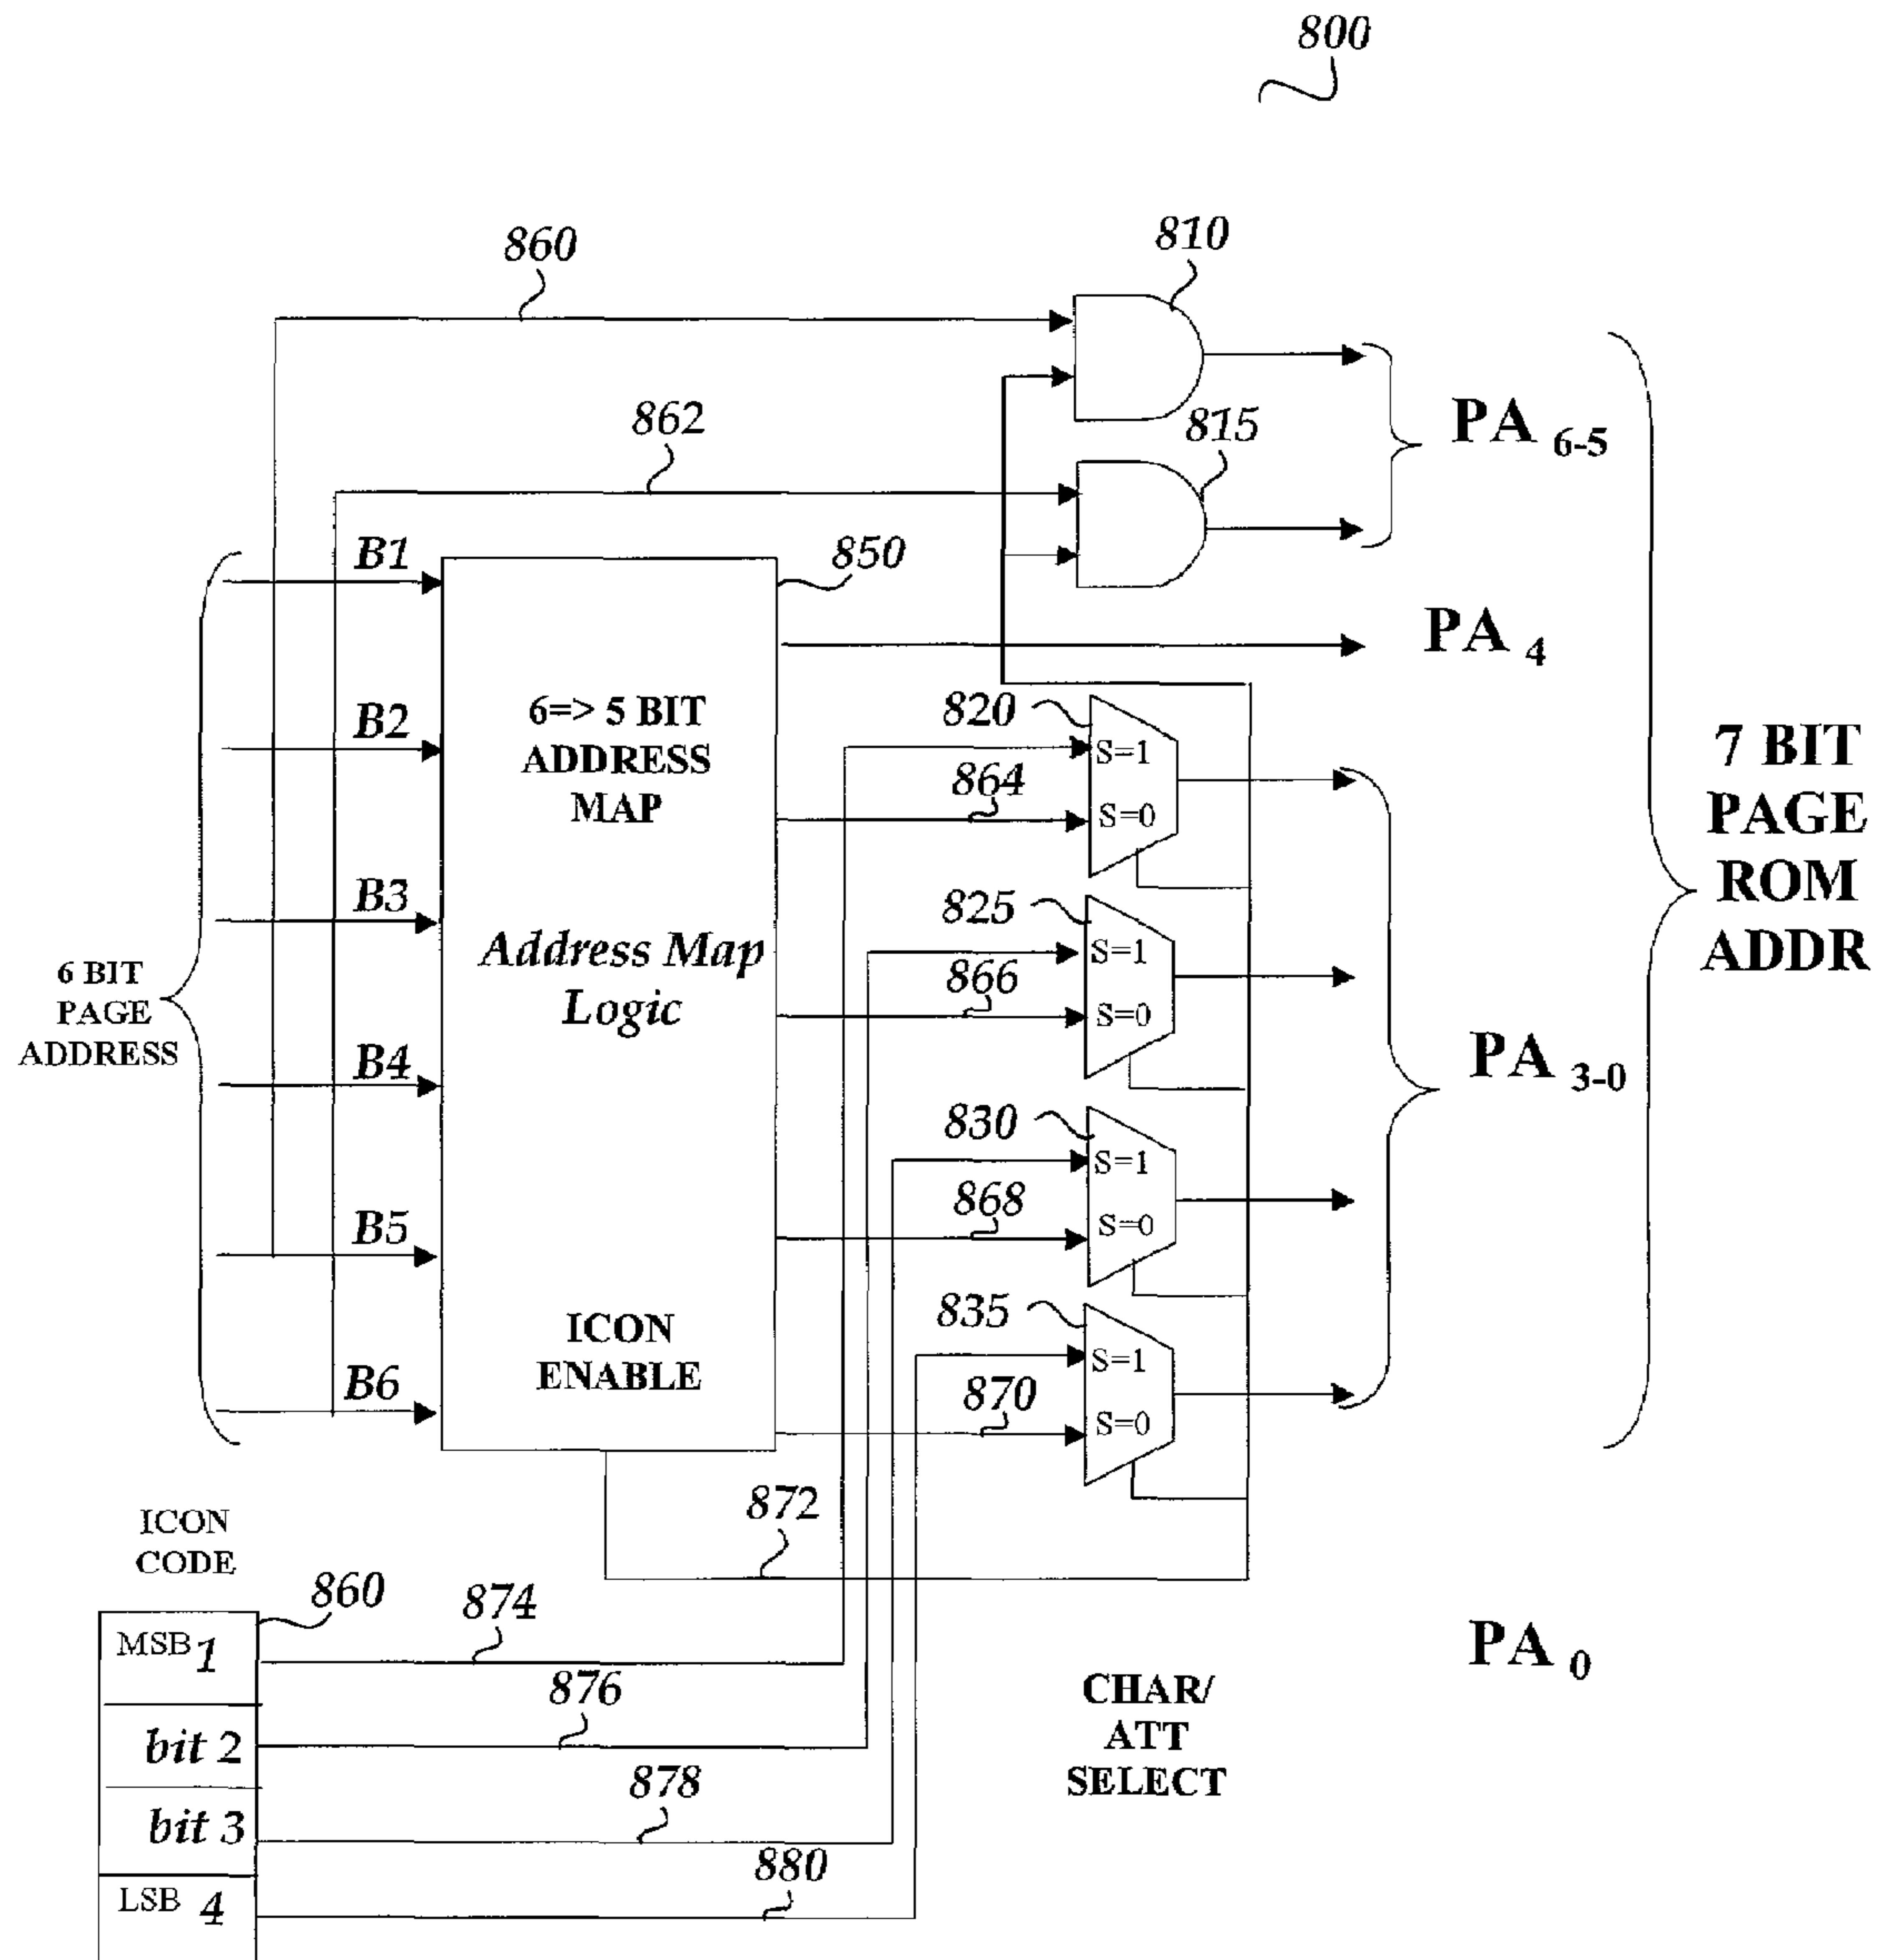 800
860
810
862
815
PA 6-5
B1
850
PA 4
B2
6=> 5 BIT
ADDRESS
MAP
820
S=1
864
S=0
7 BIT
PAGE
ROM
ADDR
B3
Address Map
Logic
825
S=1
866
S=0
6 BIT
PAGE
ADDRESS
B4
PA 3-0
830
S=1
868
S=0
B5
ICON
ENABLE
835
S=1
870
S=0
B6
872
ICON
CODE
860
MSB 1
874
PA 0
876
bit 2
CHAR/
ATT
SELECT
878
bit 3
880
LSB 4